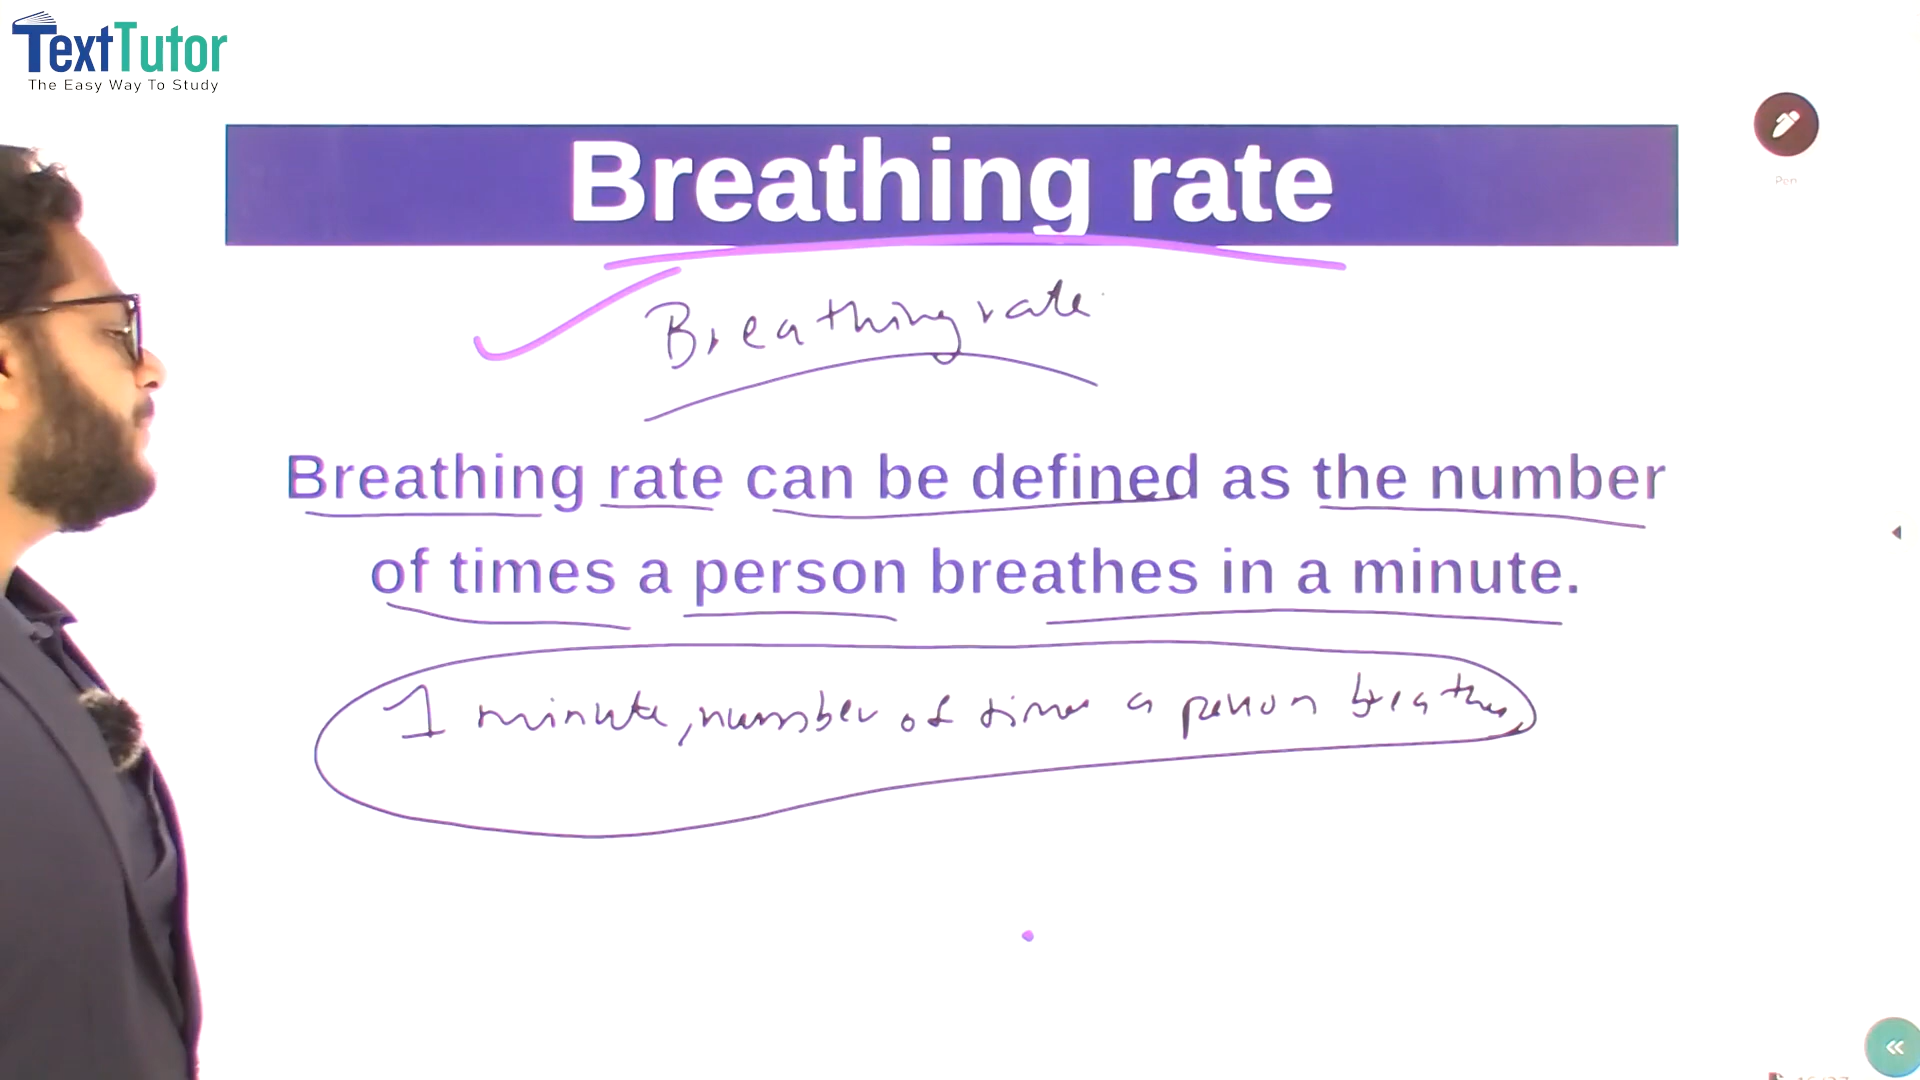 TextTutor
The Easy Way To Study
Breathing rate
Pen
Breathing rate
Breathing rate can be defined as the number
of times a person breathes in a minute.
1 minute, number of times a person breathes